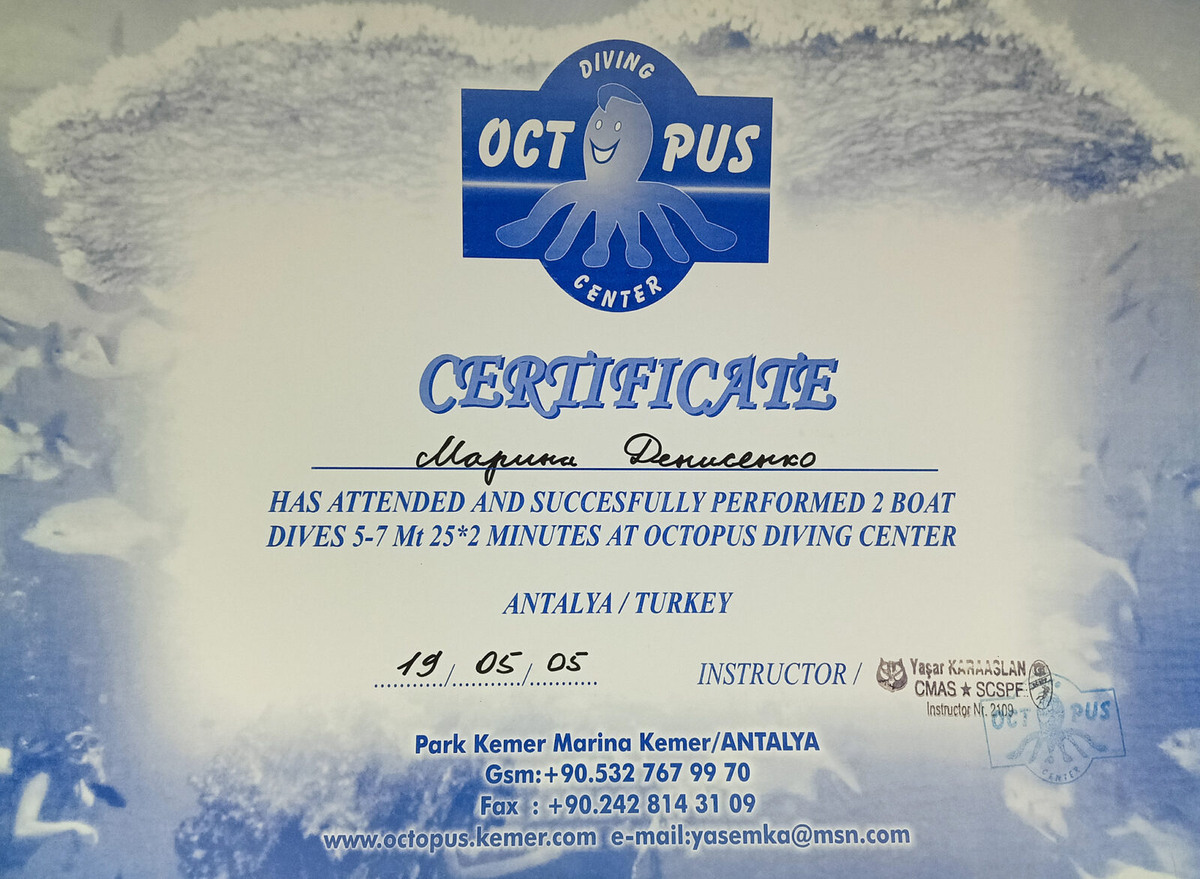 DIVING
OCTOPUS
CENTER
CERTIFICATE
Марина Денисенко
HAS ATTENDED AND SUCCESFULLY PERFORMED 2 BOAT
DIVES 5-7 Mt 25*2 MINUTES AT OCTOPUS DIVING CENTER
ANTALYA / TURKEY
19 / 05 / 05
INSTRUCTOR /
Yaşar KARAASLAN
CMAS ★ SCSPF
Instructor Nr. 2109
OCT PUS
CENTER
Park Kemer Marina Kemer/ANTALYA
Gsm:+90.532 767 99 70
Fax : +90.242 814 31 09
www.octopus.kemer.com e-mail:yasemka@msn.com